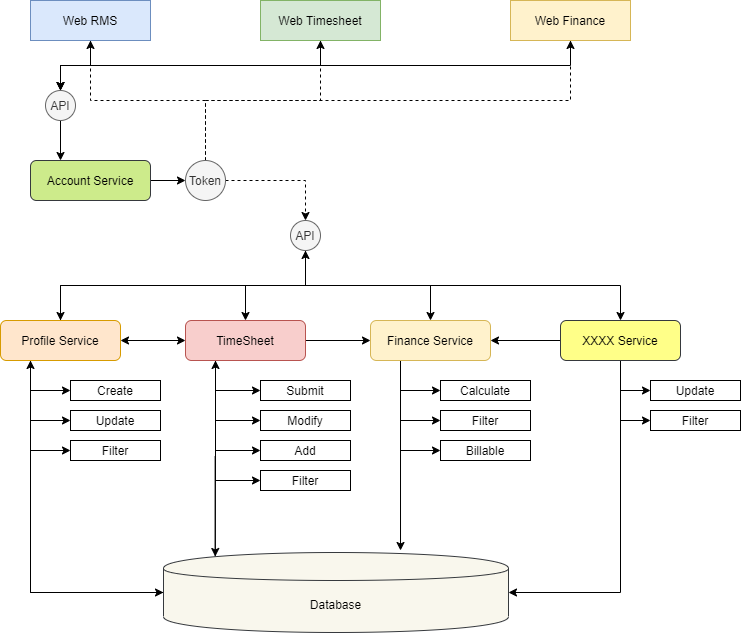 Web RMS
Web Timesheet
Web Finance
API
Account Service
Token
API
Profile Service
TimeSheet
Finance Service
XXXX Service
Create
Submit
Calculate
Update
Update
Modify
Filter
Filter
Filter
Add
Billable
Filter
Database